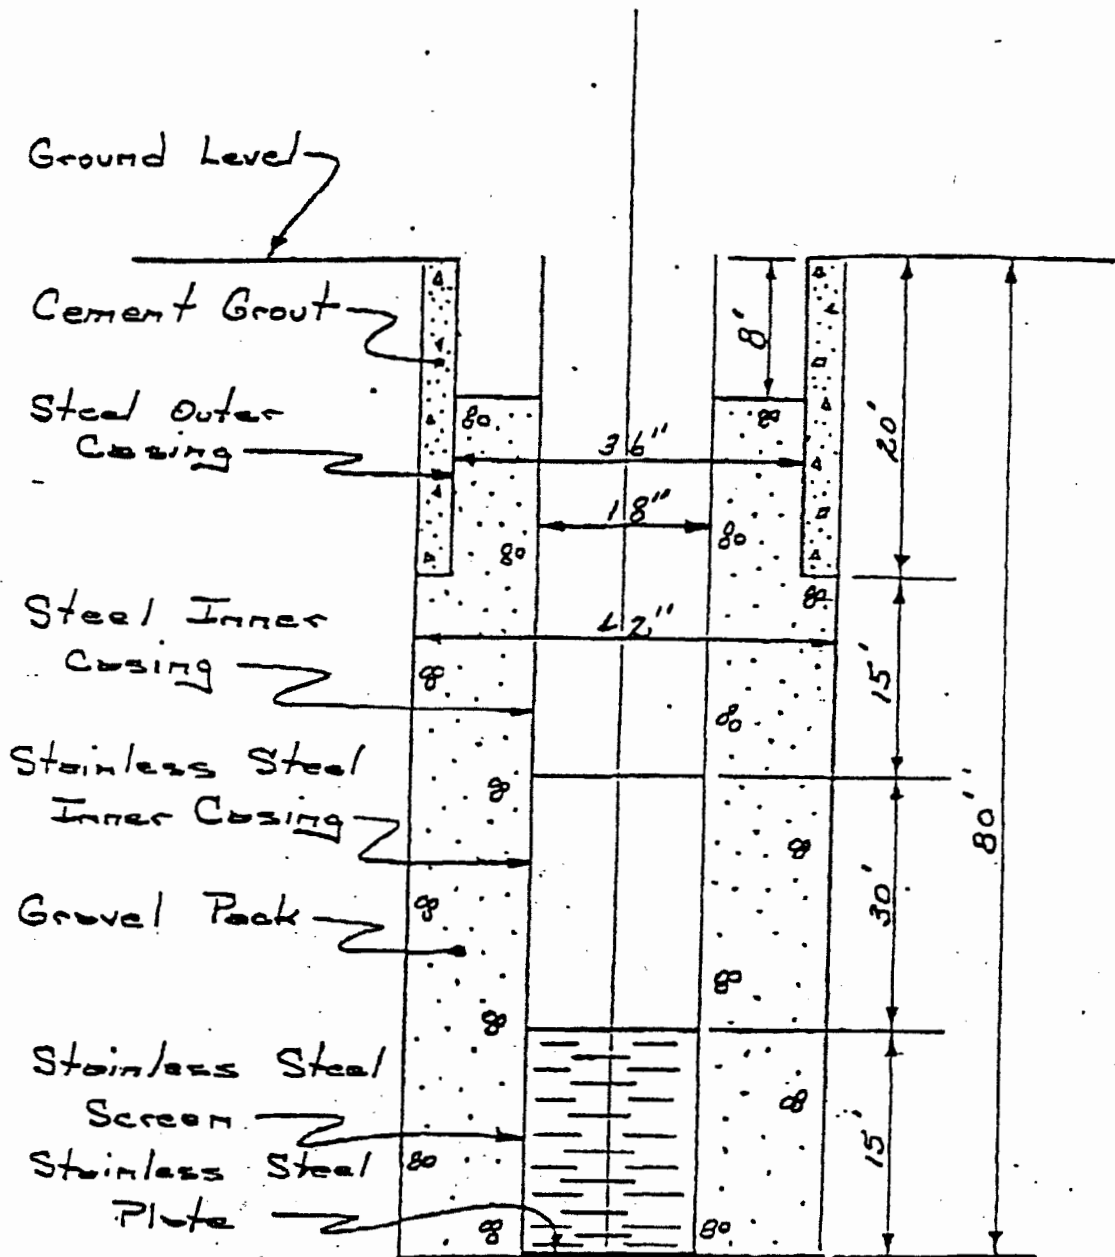 Ground Level
Cement Grout
8'
Steel Outer
Casing
20'
36"
18"
Steel Inner
Casing
42"
15'
Stainless Steel
Inner Casing
30'
80'
Gravel Pack
Stainless Steel
Screen
15'
Stainless Steel
Plate